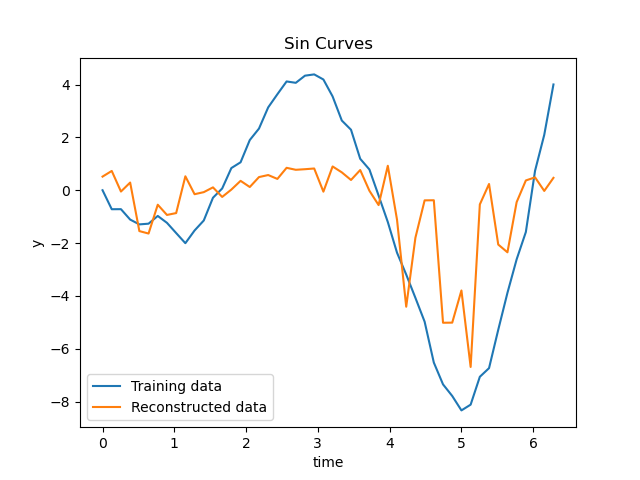 Sin Curves
4
2
0
−2
−4
−6
−8
y
Training data
Reconstructed data
0 1 2 3 4 5 6
time